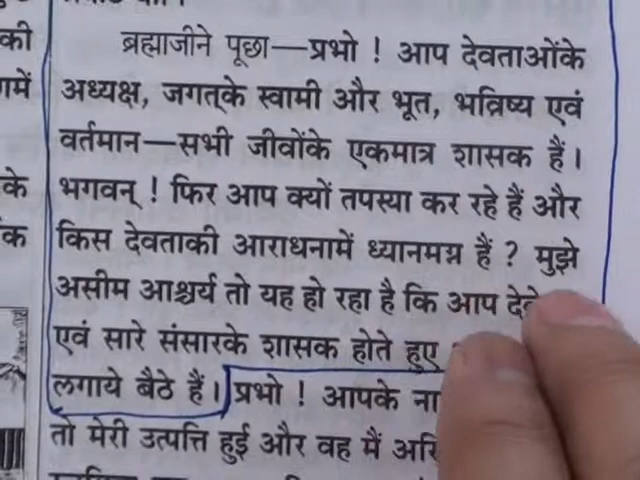 की
गमें
के
क
ब्रह्माजीने पूछा—प्रभो ! आप देवताओंके
अध्यक्ष, जगत्‌के स्वामी और भूत, भविष्य एवं
वर्तमान—सभी जीवोंके एकमात्र शासक हैं।
भगवन् ! फिर आप क्यों तपस्या कर रहे हैं और
किस देवताकी आराधनामें ध्यानमग्न हैं ? मुझे
असीम आश्चर्य तो यह हो रहा है कि आप
एवं सारे संसारके शासक होते हुए
लगाये बैठे हैं। प्रभो ! आपके
तो मेरी उत्पत्ति हुई और वह मैं